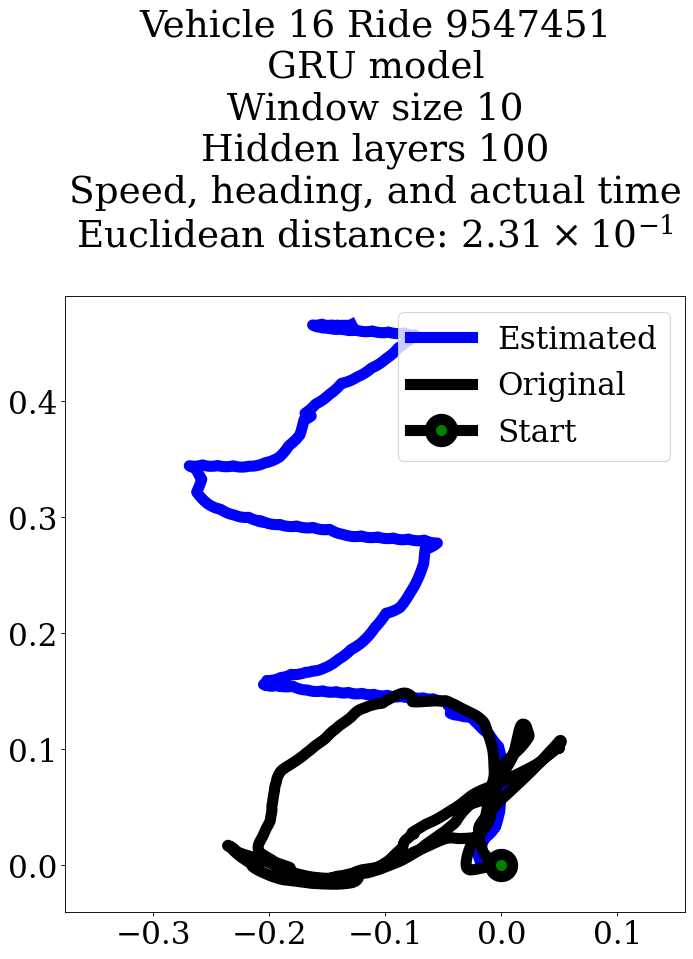 Vehicle 16 Ride 9547451
GRU model
Window size 10
Hidden layers 100
Speed, heading, and actual time
Euclidean distance: 2.31 × 10⁻¹
Estimated
Original
Start
0.4
0.3
0.2
0.1
0.0
−0.3
−0.2
−0.1
0.0
0.1